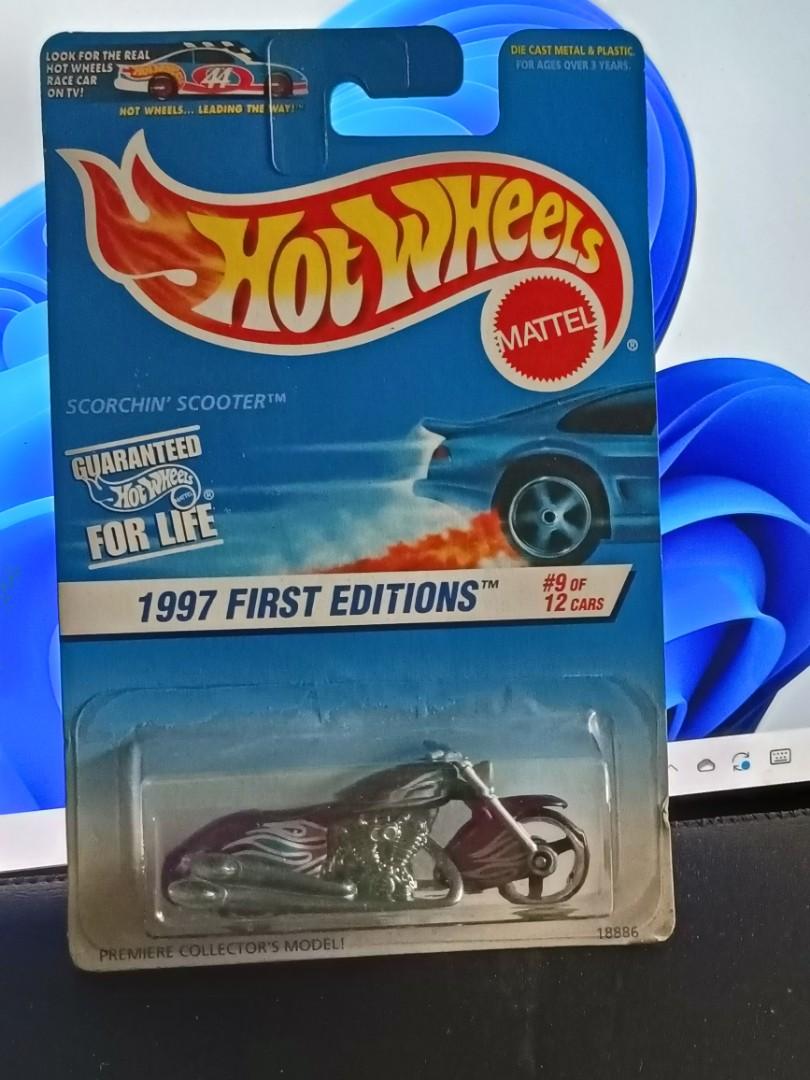 LOOK FOR THE REAL
HOT WHEELS
RACE CAR
ON TV!
44
HOT WHEELS... LEADING THE WAY!™
DIE CAST METAL & PLASTIC.
FOR AGES OVER 3 YEARS.
HOT WHEELS
MATTEL
®
SCORCHIN' SCOOTER™
GUARANTEED
HOT WHEELS
MATTEL
®
FOR LIFE
1997 FIRST EDITIONS™
#9 OF
12 CARS
PREMIERE COLLECTOR'S MODEL!
18886